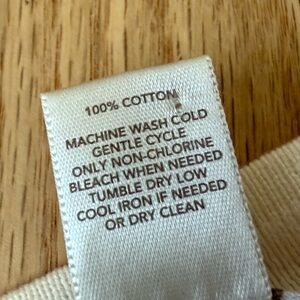 100% COTTON
MACHINE WASH COLD
GENTLE CYCLE
ONLY NON-CHLORINE
BLEACH WHEN NEEDED
TUMBLE DRY LOW
COOL IRON IF NEEDED
OR DRY CLEAN